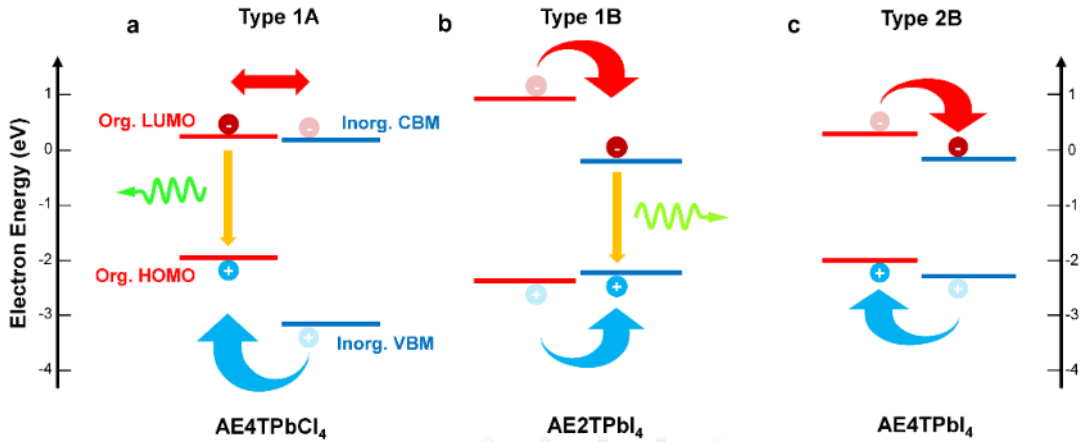 a
Type 1A
b
Type 1B
c
Type 2B
Electron Energy (eV)
1
0
-1
-2
-3
-4
Org. LUMO
-
-
Inorg. CBM
Org. HOMO
+
+
Inorg. VBM
-
-
+
+
-
-
+
+
1
0
-1
-2
-3
-4
AE4TPbCl₄
AE2TPbI₄
AE4TPbI₄